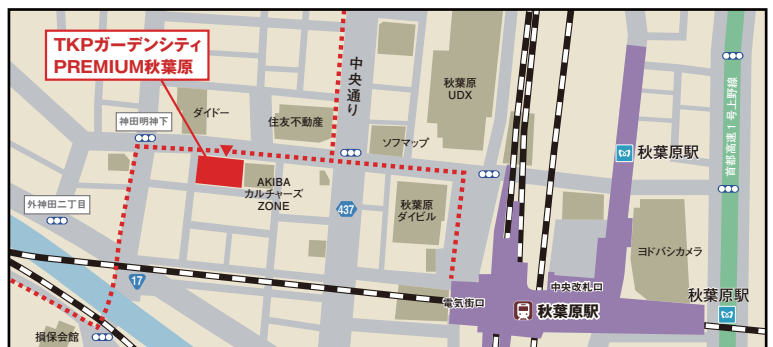 TKPガーデンシティ
PREMIUM秋葉原
中央通り
秋葉原
UDX
ダイドー
住友不動産
神田明神下
ソフマップ
秋葉原駅
首都高速1号上野線
AKIBA
カルチャーズ
ZONE
外神田二丁目
437
秋葉原
ダイビル
ヨドバシカメラ
17
電気街口
中央改札口
秋葉原駅
秋葉原駅
損保会館